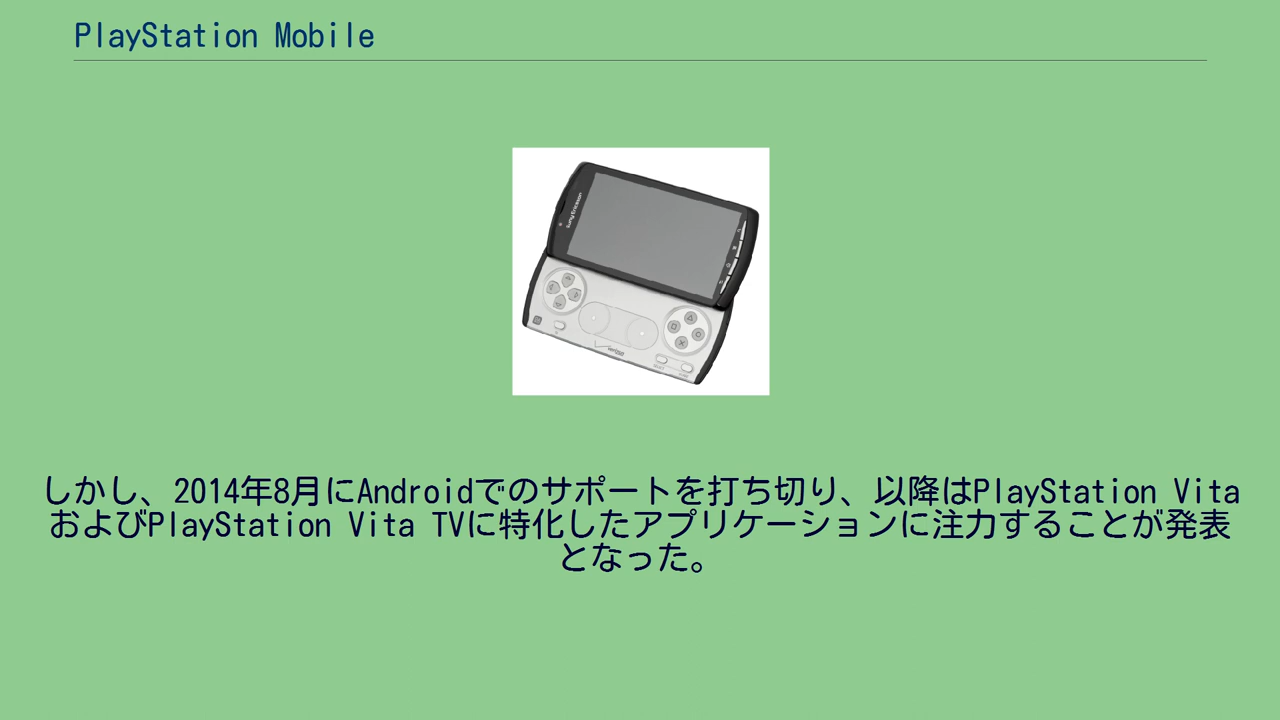 PlayStation Mobile
Sony Ericsson
verizon
しかし、2014年8月にAndroidでのサポートを打ち切り、以降はPlayStation Vita
およびPlayStation Vita TVに特化したアプリケーションに注力することが発表
となった。